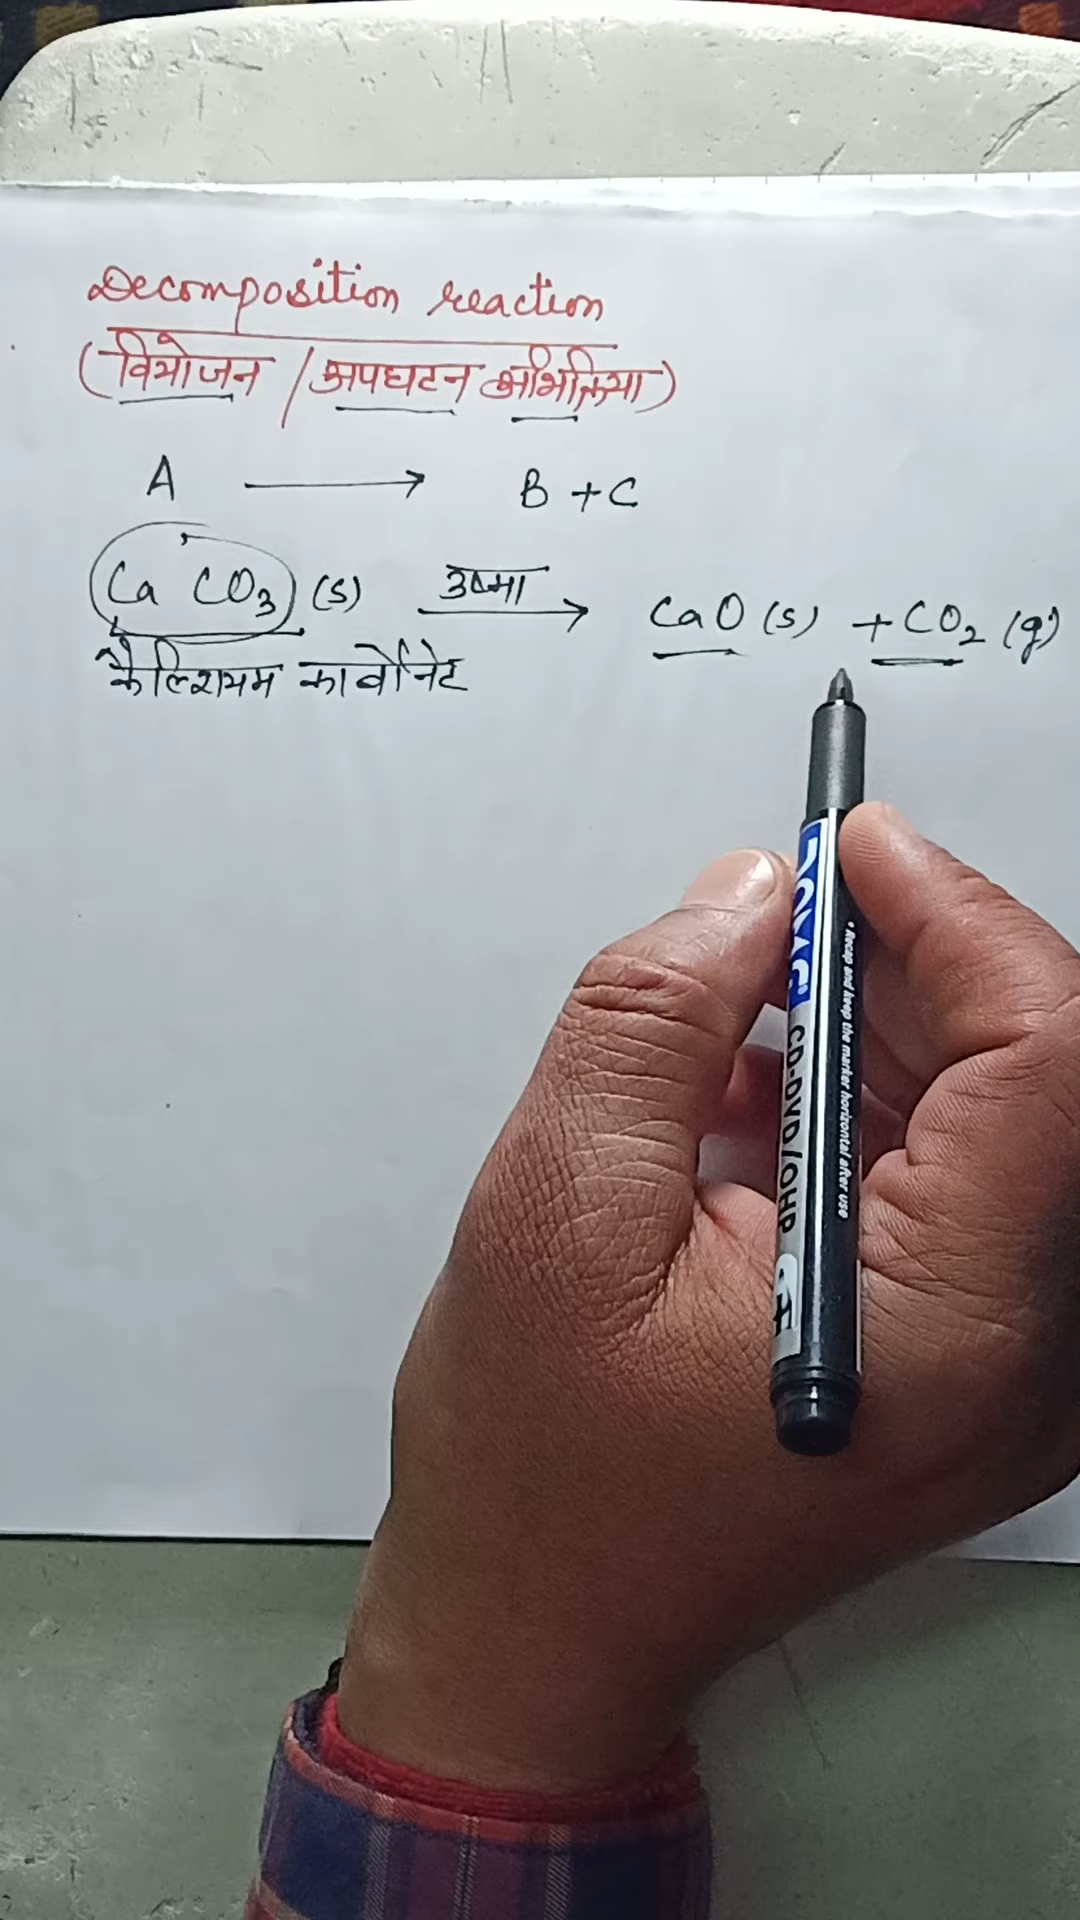 Decomposition reaction
(वियोजन / अपघटन अभिक्रिया)
A → B + C
CaCO₃ (s) उष्मा → CaO (s) + CO₂ (g)
कैल्शियम कार्बोनेट
Recap and keep the marker horizontal after use
CD-DVD/OHP